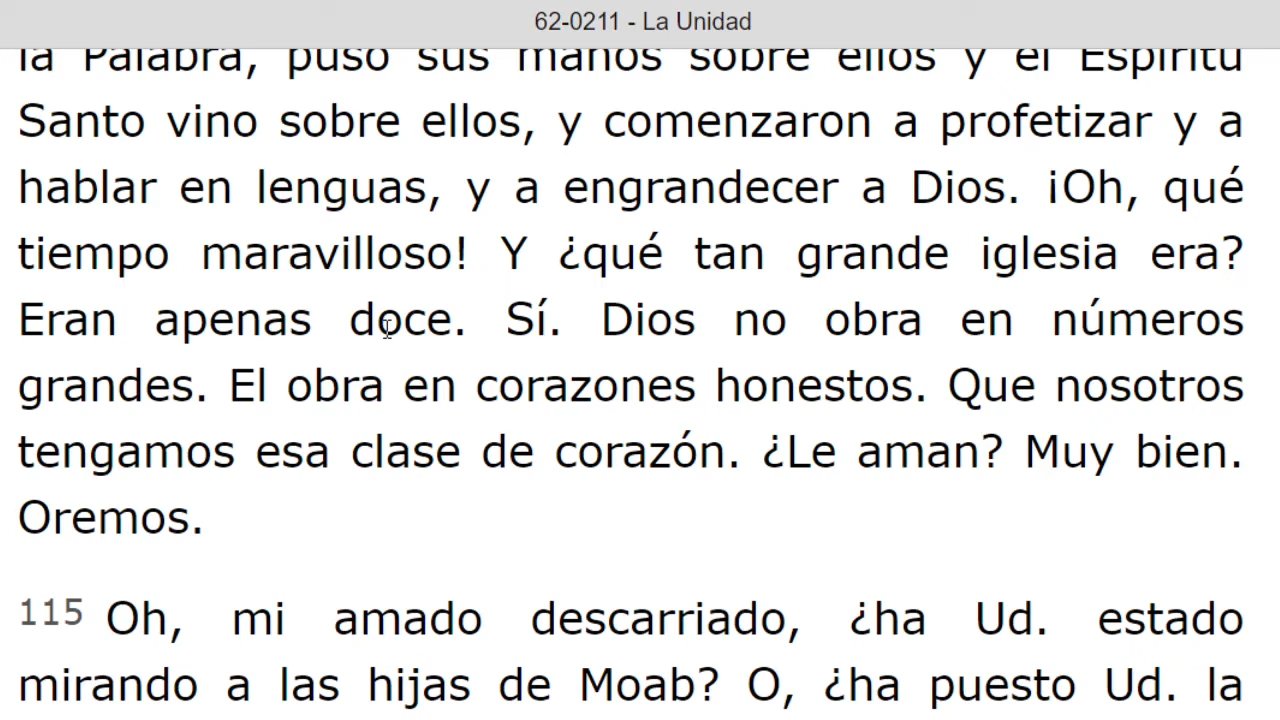 62-0211 - La Unidad
la Palabra, puso sus manos sobre ellos y el Espíritu
Santo vino sobre ellos, y comenzaron a profetizar y a
hablar en lenguas, y a engrandecer a Dios. ¡Oh, qué
tiempo maravilloso! Y ¿qué tan grande iglesia era?
Eran apenas doce. Sí. Dios no obra en números
grandes. El obra en corazones honestos. Que nosotros
tengamos esa clase de corazón. ¿Le aman? Muy bien.
Oremos.
115 Oh, mi amado descarriado, ¿ha Ud. estado
mirando a las hijas de Moab? O, ¿ha puesto Ud. la